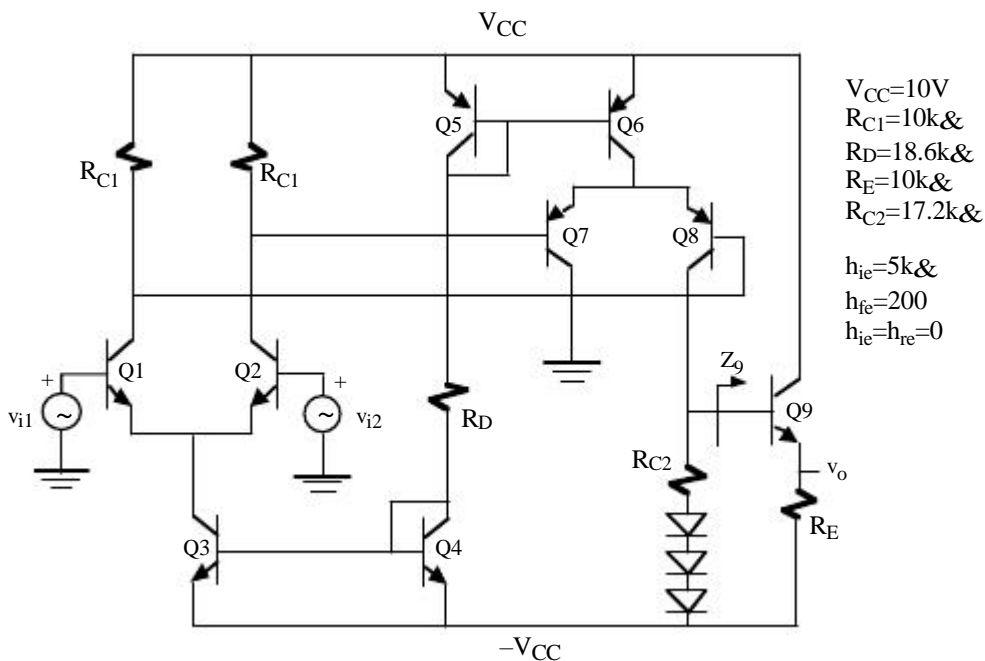 VCC
Q5
Q6
RC1
RC1
Q7
Q8
VCC=10V
RC1=10k&
RD=18.6k&
RE=10k&
RC2=17.2k&
hie=5k&
hfe=200
hie=hre=0
+
Q1
Q2
+
vi1
~
vi2
~
RD
Z9
Q9
RC2
vo
RE
Q3
Q4
–VCC